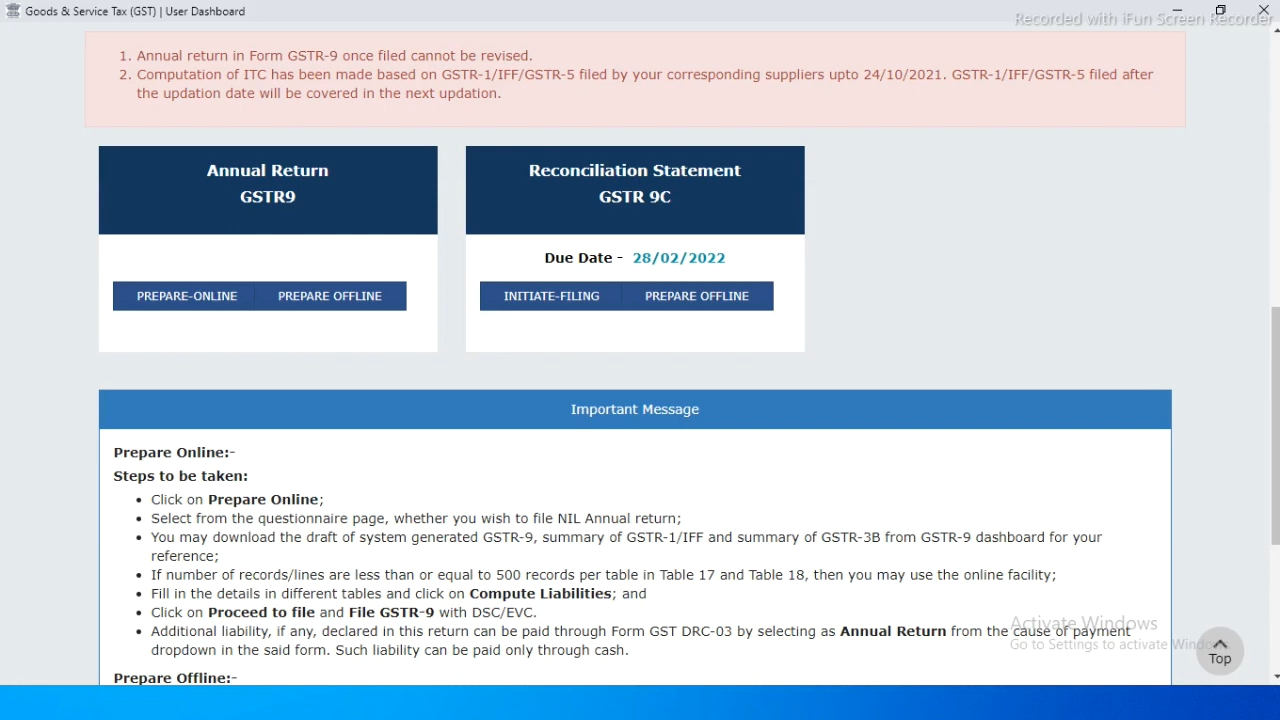 Goods & Service Tax (GST) | User Dashboard
Recorded with iFun Screen Recorder
1. Annual return in Form GSTR-9 once filed cannot be revised.
2. Computation of ITC has been made based on GSTR-1/IFF/GSTR-5 filed by your corresponding suppliers upto 24/10/2021. GSTR-1/IFF/GSTR-5 filed after
the updation date will be covered in the next updation.
Annual Return
GSTR9
PREPARE-ONLINE PREPARE OFFLINE
Reconciliation Statement
GSTR 9C
Due Date - 28/02/2022
INITIATE-FILING PREPARE OFFLINE
Important Message
Prepare Online:-
Steps to be taken:
• Click on Prepare Online;
• Select from the questionnaire page, whether you wish to file NIL Annual return;
• You may download the draft of system generated GSTR-9, summary of GSTR-1/IFF and summary of GSTR-3B from GSTR-9 dashboard for your
reference;
• If number of records/lines are less than or equal to 500 records per table in Table 17 and Table 18, then you may use the online facility;
• Fill in the details in different tables and click on Compute Liabilities; and
• Click on Proceed to file and File GSTR-9 with DSC/EVC.
• Additional liability, if any, declared in this return can be paid through Form GST DRC-03 by selecting as Annual Return from the cause of payment
dropdown in the said form. Such liability can be paid only through cash.
Prepare Offline:-
Activate Windows
Go to Settings to activate Windows.
Top